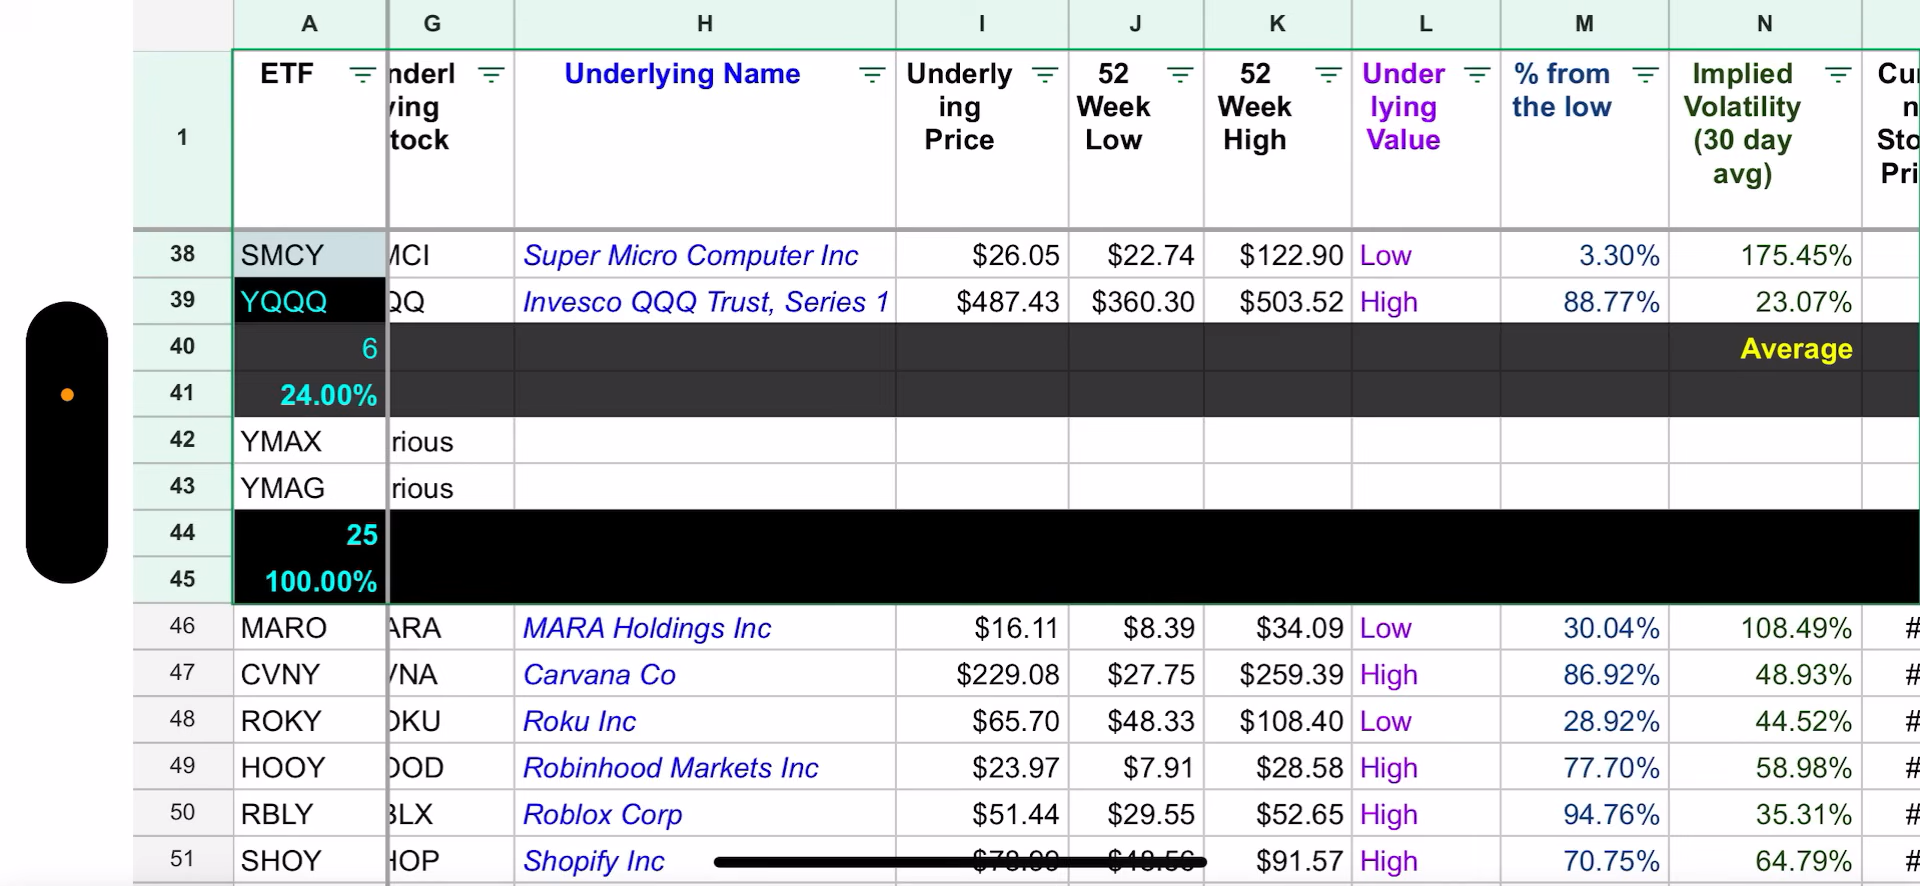 A G H I J K L M N
1 ETF nderl ying tock Underlying Name Underly ing Price 52 Week Low 52 Week High Under lying Value % from the low Implied Volatility (30 day avg) Cur n Sto Pri
38 SMCY MCI Super Micro Computer Inc $26.05 $22.74 $122.90 Low 3.30% 175.45%
39 YQQQ QQ Invesco QQQ Trust, Series 1 $487.43 $360.30 $503.52 High 88.77% 23.07%
40 6 Average
41 24.00%
42 YMAX rious
43 YMAG rious
44 25
45 100.00%
46 MARO ARA MARA Holdings Inc $16.11 $8.39 $34.09 Low 30.04% 108.49% #
47 CVNY VNA Carvana Co $229.08 $27.75 $259.39 High 86.92% 48.93% #
48 ROKY OKU Roku Inc $65.70 $48.33 $108.40 Low 28.92% 44.52% #
49 HOOY OOD Robinhood Markets Inc $23.97 $7.91 $28.58 High 77.70% 58.98% #
50 RBLY BLX Roblox Corp $51.44 $29.55 $52.65 High 94.76% 35.31% #
51 SHOY HOP Shopify Inc $91.57 High 70.75% 64.79% #